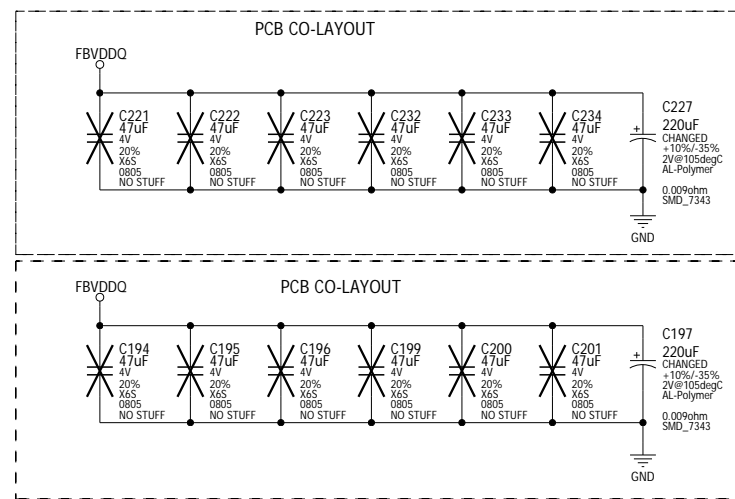 PCB CO-LAYOUT
FBVDDQ
C221
47uF
4V
20%
X6S
0805
NO STUFF
C222
47uF
4V
20%
X6S
0805
NO STUFF
C223
47uF
4V
20%
X6S
0805
NO STUFF
C232
47uF
4V
20%
X6S
0805
NO STUFF
C233
47uF
4V
20%
X6S
0805
NO STUFF
C234
47uF
4V
20%
X6S
0805
NO STUFF
C227
220uF
CHANGED
+10%/-35%
2V@105degC
AL-Polymer
0.009ohm
SMD_7343
+
GND
PCB CO-LAYOUT
FBVDDQ
C194
47uF
4V
20%
X6S
0805
NO STUFF
C195
47uF
4V
20%
X6S
0805
NO STUFF
C196
47uF
4V
20%
X6S
0805
NO STUFF
C199
47uF
4V
20%
X6S
0805
NO STUFF
C200
47uF
4V
20%
X6S
0805
NO STUFF
C201
47uF
4V
20%
X6S
0805
NO STUFF
C197
220uF
CHANGED
+10%/-35%
2V@105degC
AL-Polymer
0.009ohm
SMD_7343
+
GND